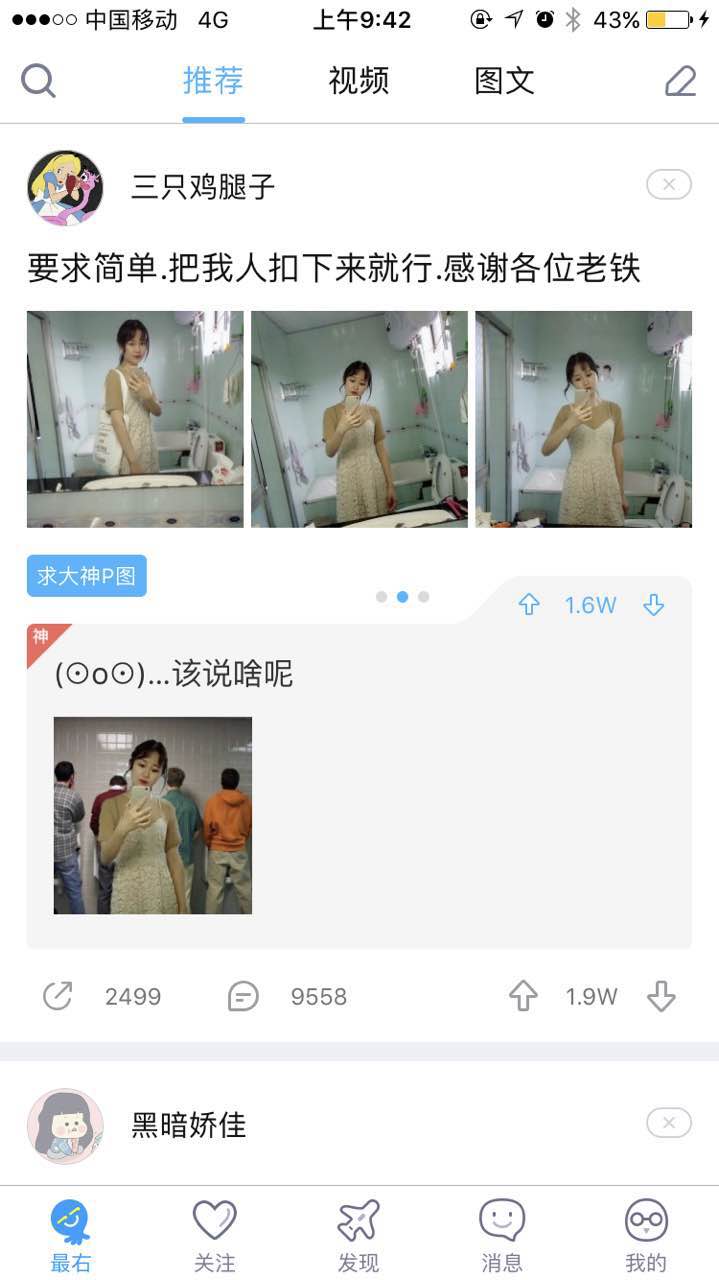 中国移动 4G 上午9:42 43%
推荐 视频 图文
三只鸡腿子
要求简单.把我人扣下来就行.感谢各位老铁
求大神P图
1.6W
神
(⊙o⊙)...该说啥呢
2499 9558 1.9W
黑暗娇佳
最右 关注 发现 消息 我的